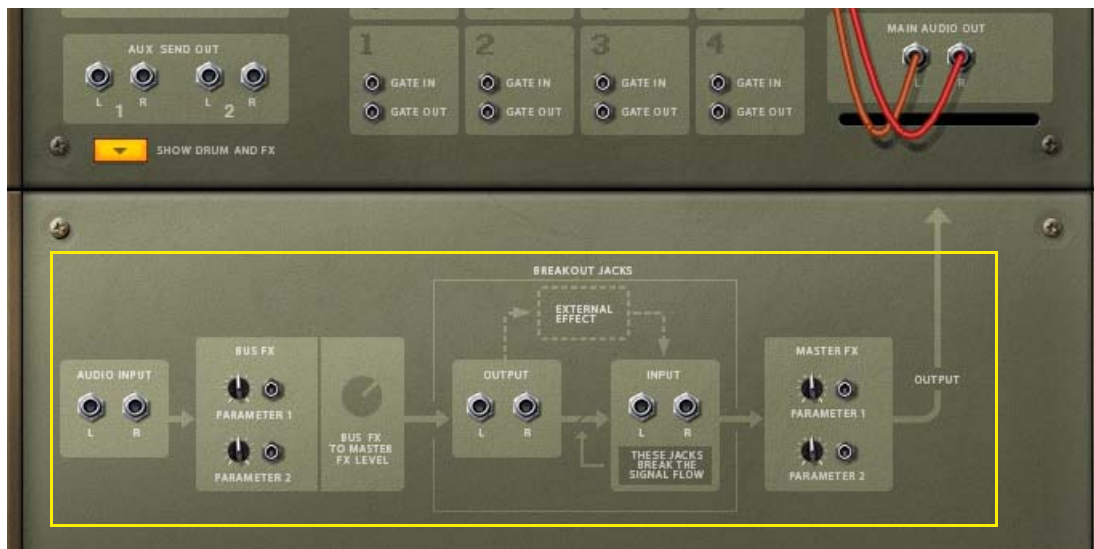 AUX SEND OUT
L R L R
1 2
SHOW DRUM AND FX
1 2 3 4
GATE IN GATE IN GATE IN GATE IN
GATE OUT GATE OUT GATE OUT GATE OUT
MAIN AUDIO OUT
L R
BREAKOUT JACKS
EXTERNAL
EFFECT
AUDIO INPUT
L R
BUS FX
PARAMETER 1
PARAMETER 2
BUS FX
TO MASTER
FX LEVEL
OUTPUT
L R
INPUT
L R
THESE JACKS
BREAK THE
SIGNAL FLOW
MASTER FX
PARAMETER 1
PARAMETER 2
OUTPUT